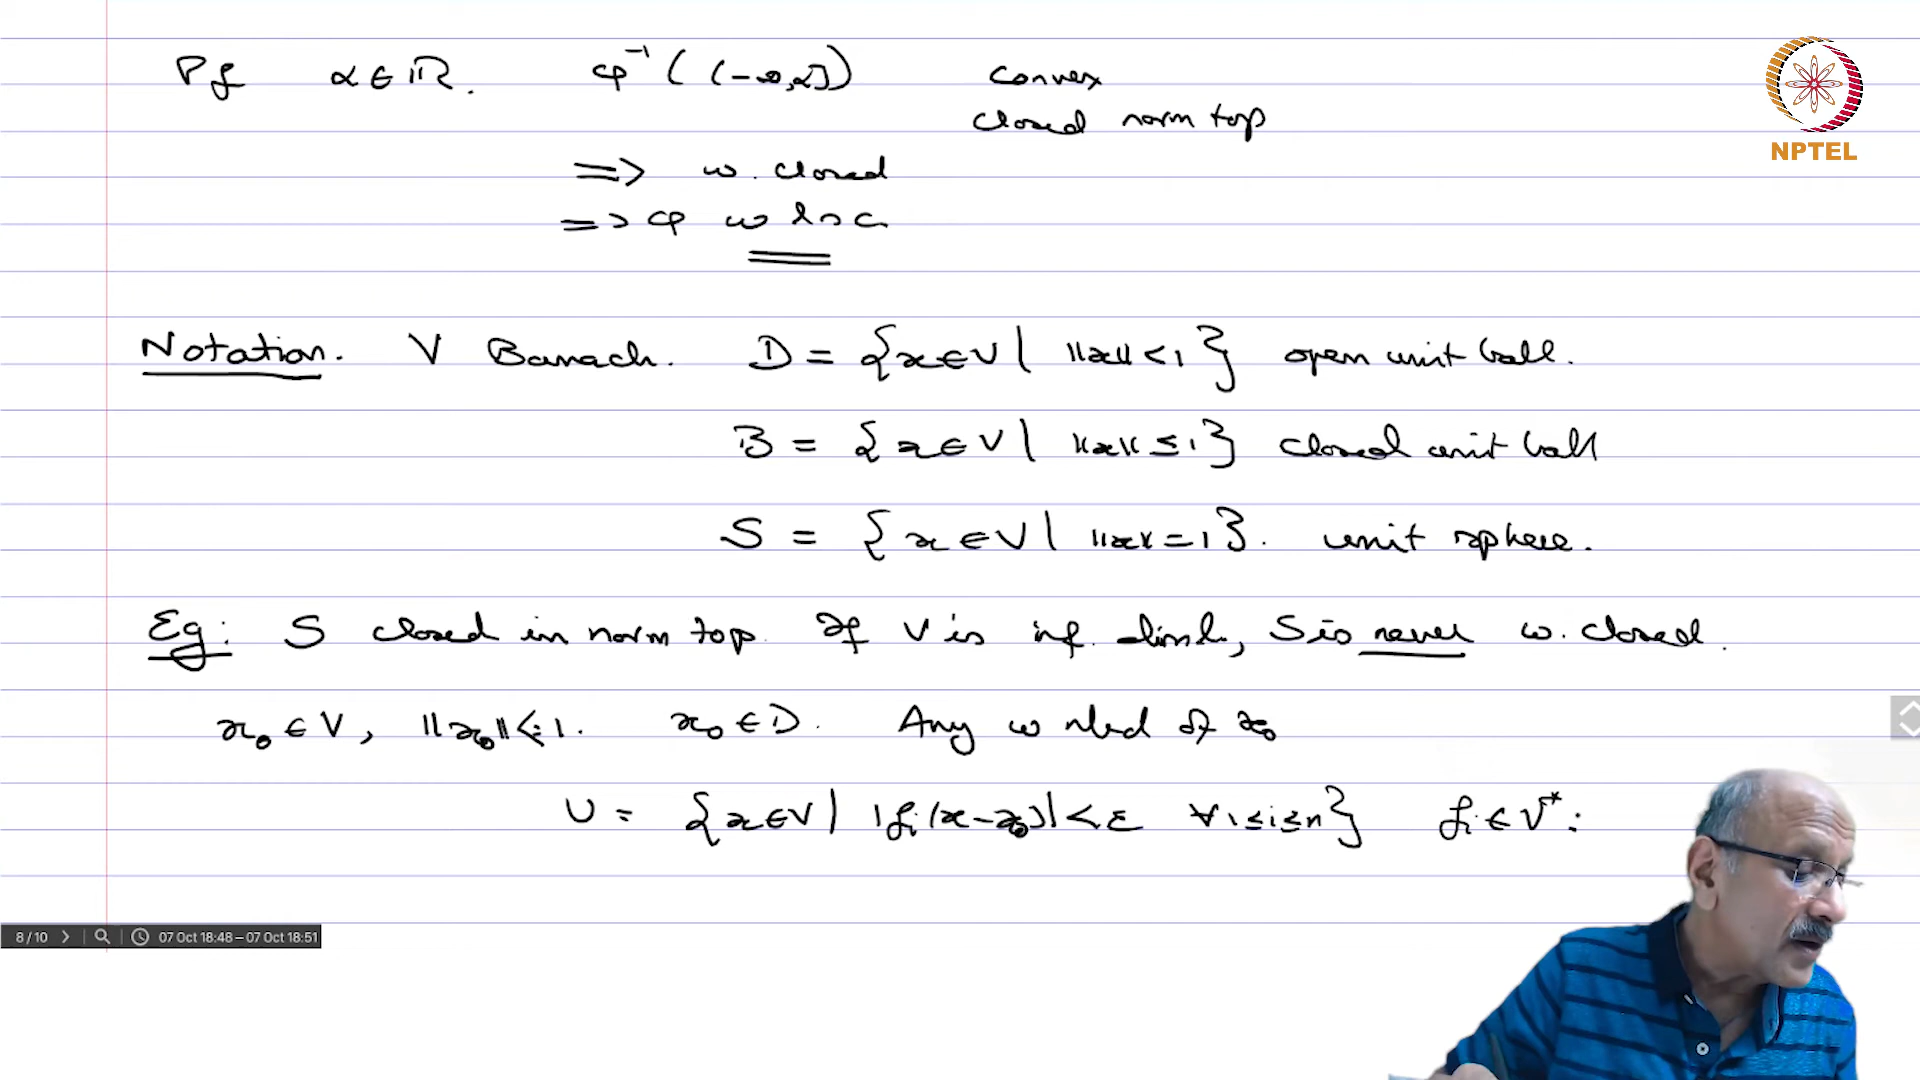 Pf α ∈ ℝ. φ⁻¹((-∞,α]) convex
closed norm top
NPTEL
⇒ w. closed
⇒ φ w lsc
Notation. V Banach. D = {x ∈ V | ||x|| < 1} open unit ball.
B = {x ∈ V | ||x|| ≤ 1} closed unit ball
S = {x ∈ V | ||x|| = 1}. unit sphere.
Eg: S closed in norm top. If V is inf. diml, S is never w. closed.
x₀ ∈ V, ||x₀|| < 1. x₀ ∈ D. Any w nbd of x₀
U = {x ∈ V | |fᵢ(x-x₀)| < ε ∀ 1 ≤ i ≤ n} fᵢ ∈ V* :
8/10 07 Oct 18:48 – 07 Oct 18:51